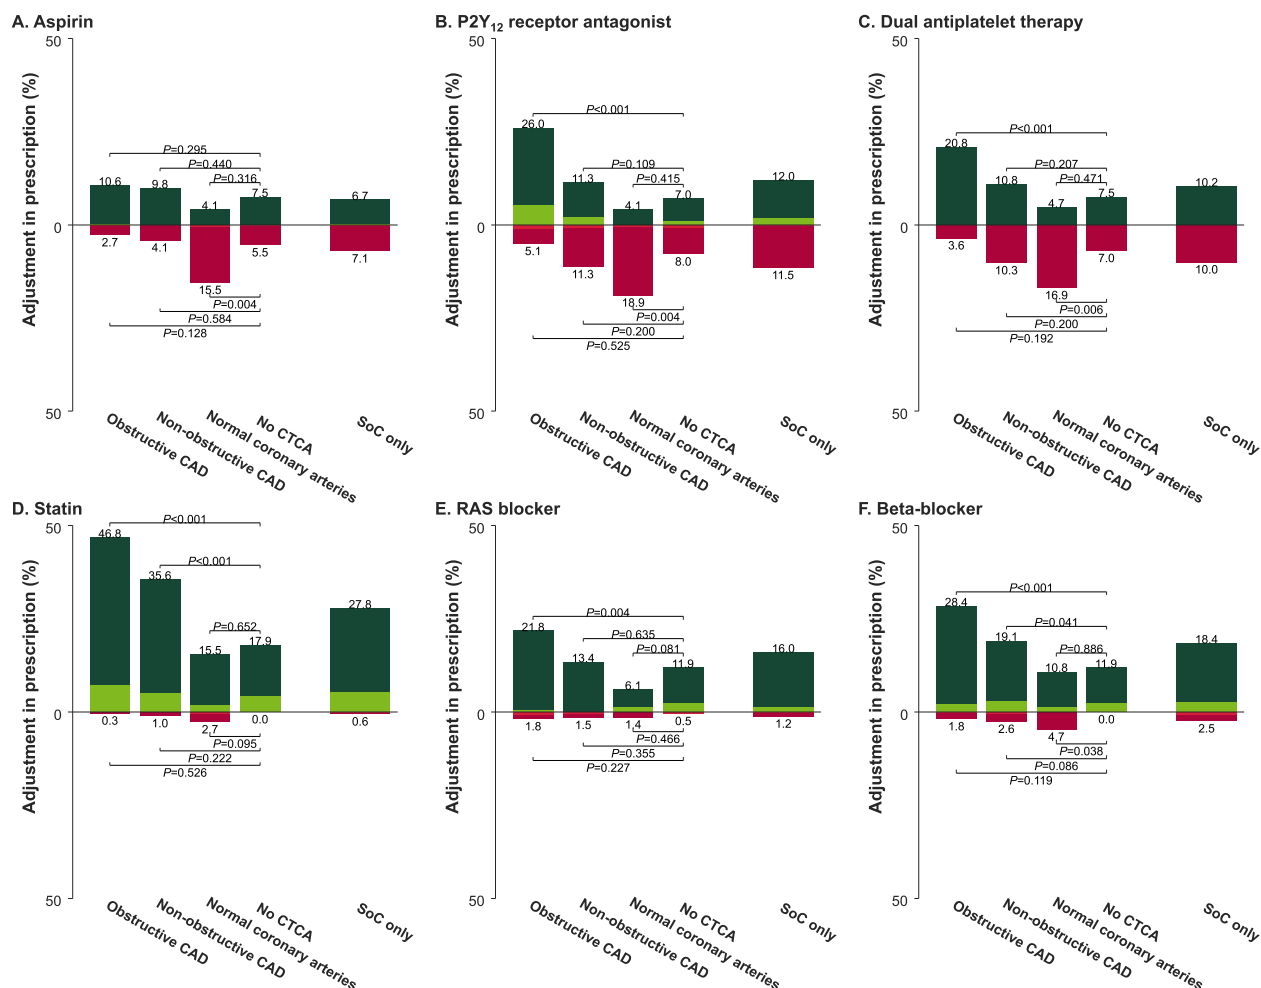 A. Aspirin
50
Adjustment in prescription (%)
P=0.295
P=0.440
P=0.316
10.6
9.8
4.1
7.5
6.7
0
2.7
4.1
15.5
5.5
7.1
P=0.004
P=0.584
P=0.128
50
Obstructive CAD
Non-obstructive CAD
Normal coronary arteries
No CTCA
SoC only
B. P2Y12 receptor antagonist
50
Adjustment in prescription (%)
P<0.001
P=0.109
P=0.415
26.0
11.3
4.1
7.0
12.0
0
5.1
11.3
18.9
8.0
11.5
P=0.004
P=0.200
P=0.525
50
Obstructive CAD
Non-obstructive CAD
Normal coronary arteries
No CTCA
SoC only
C. Dual antiplatelet therapy
50
Adjustment in prescription (%)
P<0.001
P=0.207
P=0.471
20.8
10.8
4.7
7.5
10.2
0
3.6
10.3
16.9
7.0
10.0
P=0.006
P=0.200
P=0.192
50
Obstructive CAD
Non-obstructive CAD
Normal coronary arteries
No CTCA
SoC only
D. Statin
50
Adjustment in prescription (%)
P<0.001
P<0.001
P=0.652
46.8
35.6
15.5
17.9
27.8
0
0.3
1.0
2.7
0.0
0.6
P=0.095
P=0.222
P=0.526
50
Obstructive CAD
Non-obstructive CAD
Normal coronary arteries
No CTCA
SoC only
E. RAS blocker
50
Adjustment in prescription (%)
P=0.004
P=0.635
P=0.081
21.8
13.4
6.1
11.9
16.0
0
1.8
1.5
1.4
0.5
1.2
P=0.466
P=0.355
P=0.227
50
Obstructive CAD
Non-obstructive CAD
Normal coronary arteries
No CTCA
SoC only
F. Beta-blocker
50
Adjustment in prescription (%)
P<0.001
P=0.041
P=0.886
28.4
19.1
10.8
11.9
18.4
0
1.8
2.6
4.7
0.0
2.5
P=0.038
P=0.086
P=0.119
50
Obstructive CAD
Non-obstructive CAD
Normal coronary arteries
No CTCA
SoC only